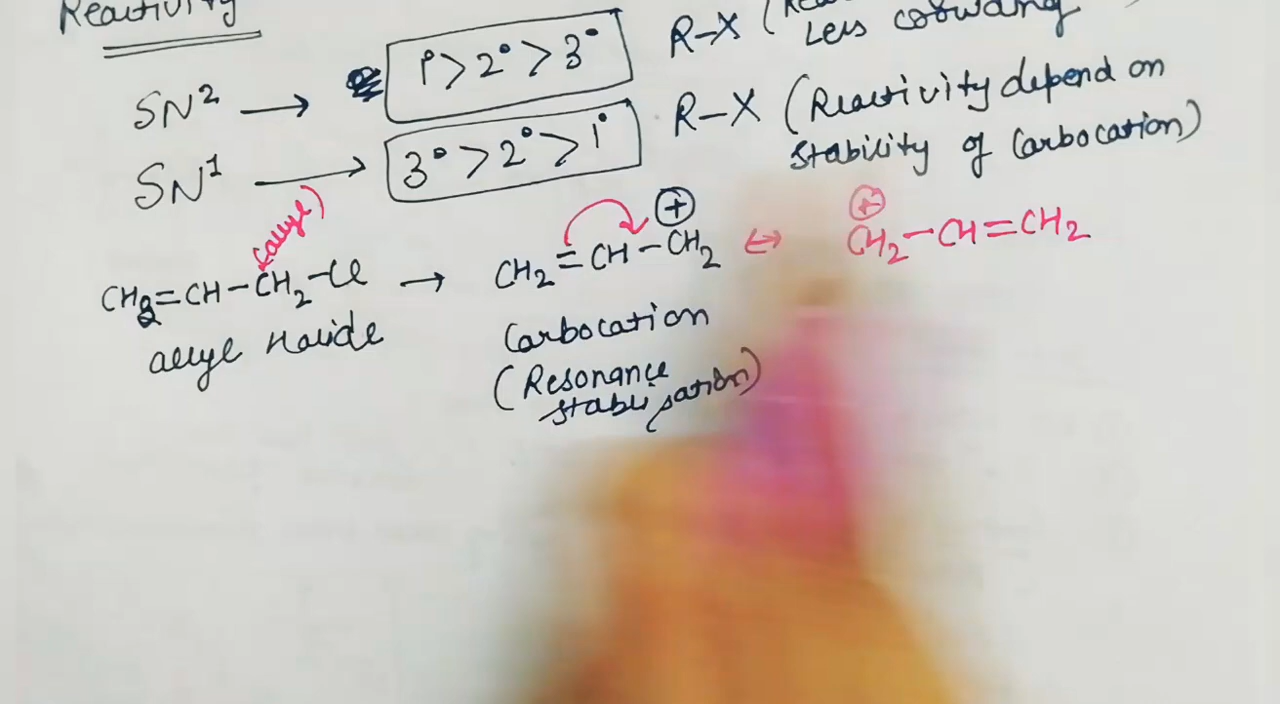 Reactivity
SN² → 1° > 2° > 3° R-X (
Less
SN¹ → 3° > 2° > 1° R-X (Reactivity depend on
stability of Carbocation)
(allyl)
CH₂=CH-CH₂-Cl → CH₂=CH-CH₂ ⊕ ↔ ⊕ CH₂-CH=CH₂
allyl Halide
Carbocation
(Resonance
stabilisation)